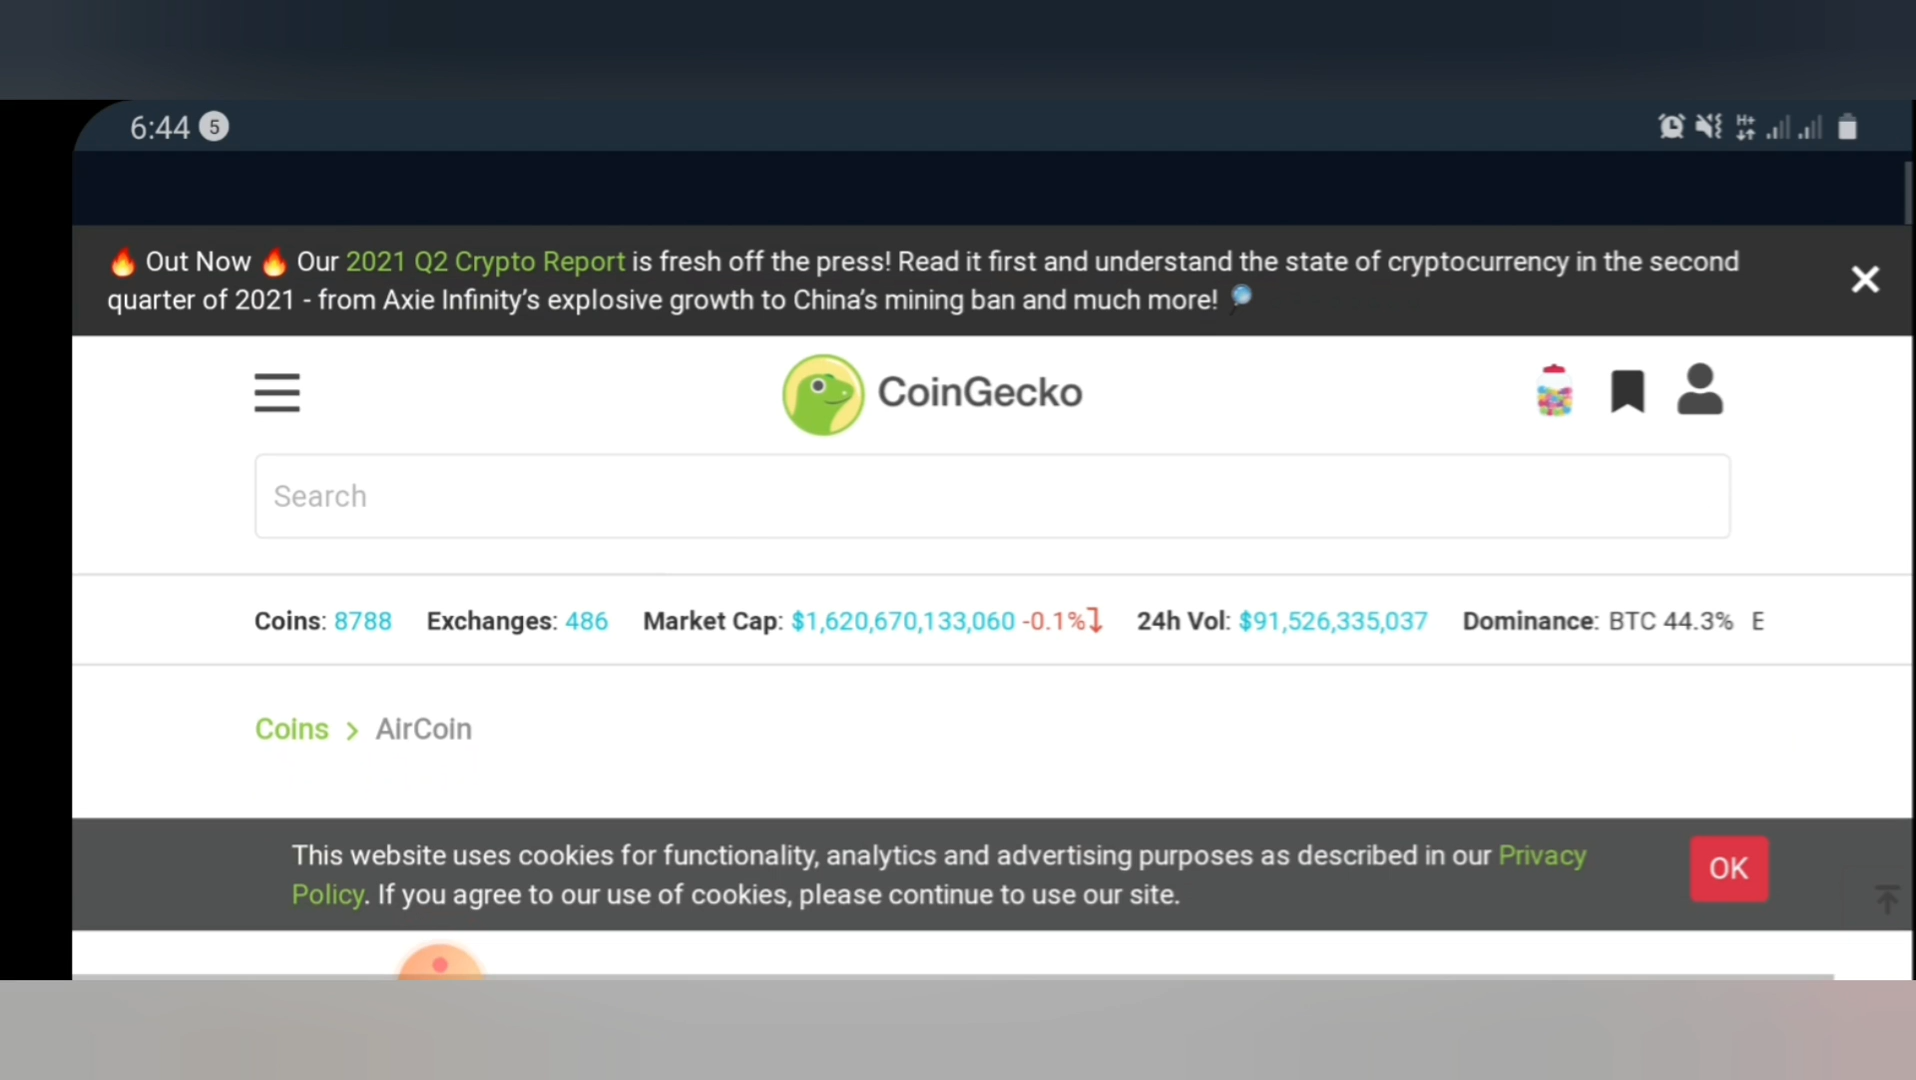 6:44 5
H+
🔥 Out Now 🔥 Our 2021 Q2 Crypto Report is fresh off the press! Read it first and understand the state of cryptocurrency in the second
quarter of 2021 - from Axie Infinity’s explosive growth to China’s mining ban and much more! 🔎
CoinGecko
Search
Coins: 8788 Exchanges: 486 Market Cap: $1,620,670,133,060 -0.1% 24h Vol: $91,526,335,037 Dominance: BTC 44.3% E
Coins > AirCoin
This website uses cookies for functionality, analytics and advertising purposes as described in our Privacy
Policy. If you agree to our use of cookies, please continue to use our site.
OK